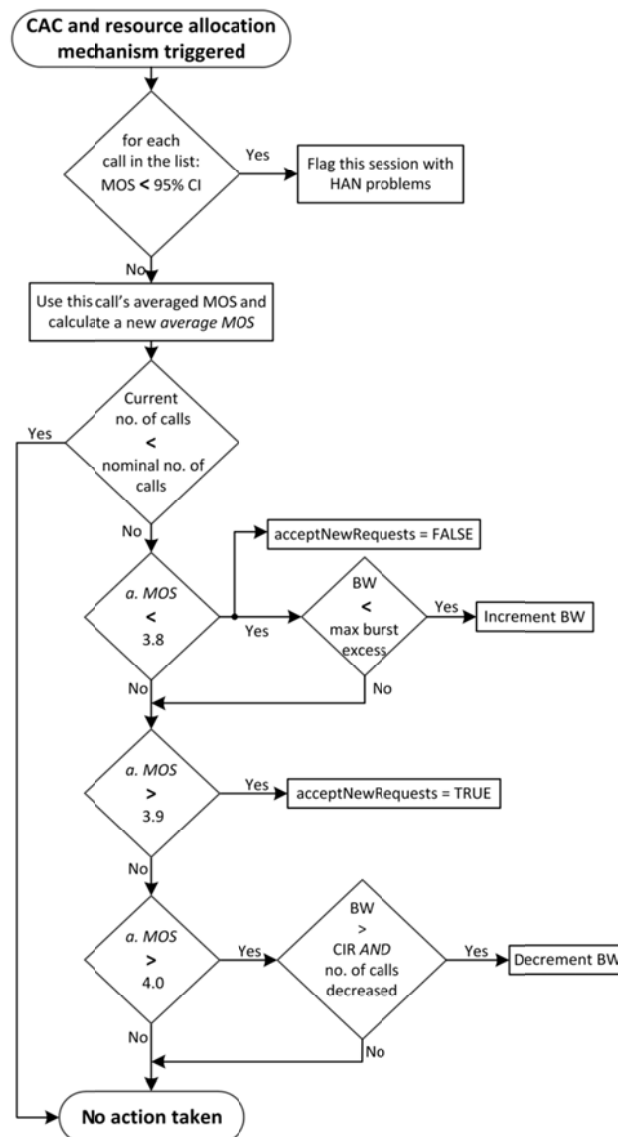 CAC and resource allocation
mechanism triggered
for each
call in the list:
MOS < 95% CI
Yes
Flag this session with
HAN problems
No
Use this call's averaged MOS and
calculate a new average MOS
Current
no. of calls
<
nominal no. of
calls
Yes
No
acceptNewRequests = FALSE
a. MOS
<
3.8
Yes
BW
<
max burst
excess
Yes
Increment BW
No
No
a. MOS
>
3.9
Yes
acceptNewRequests = TRUE
No
a. MOS
>
4.0
Yes
BW
>
CIR AND
no. of calls
decreased
Yes
Decrement BW
No
No
No action taken